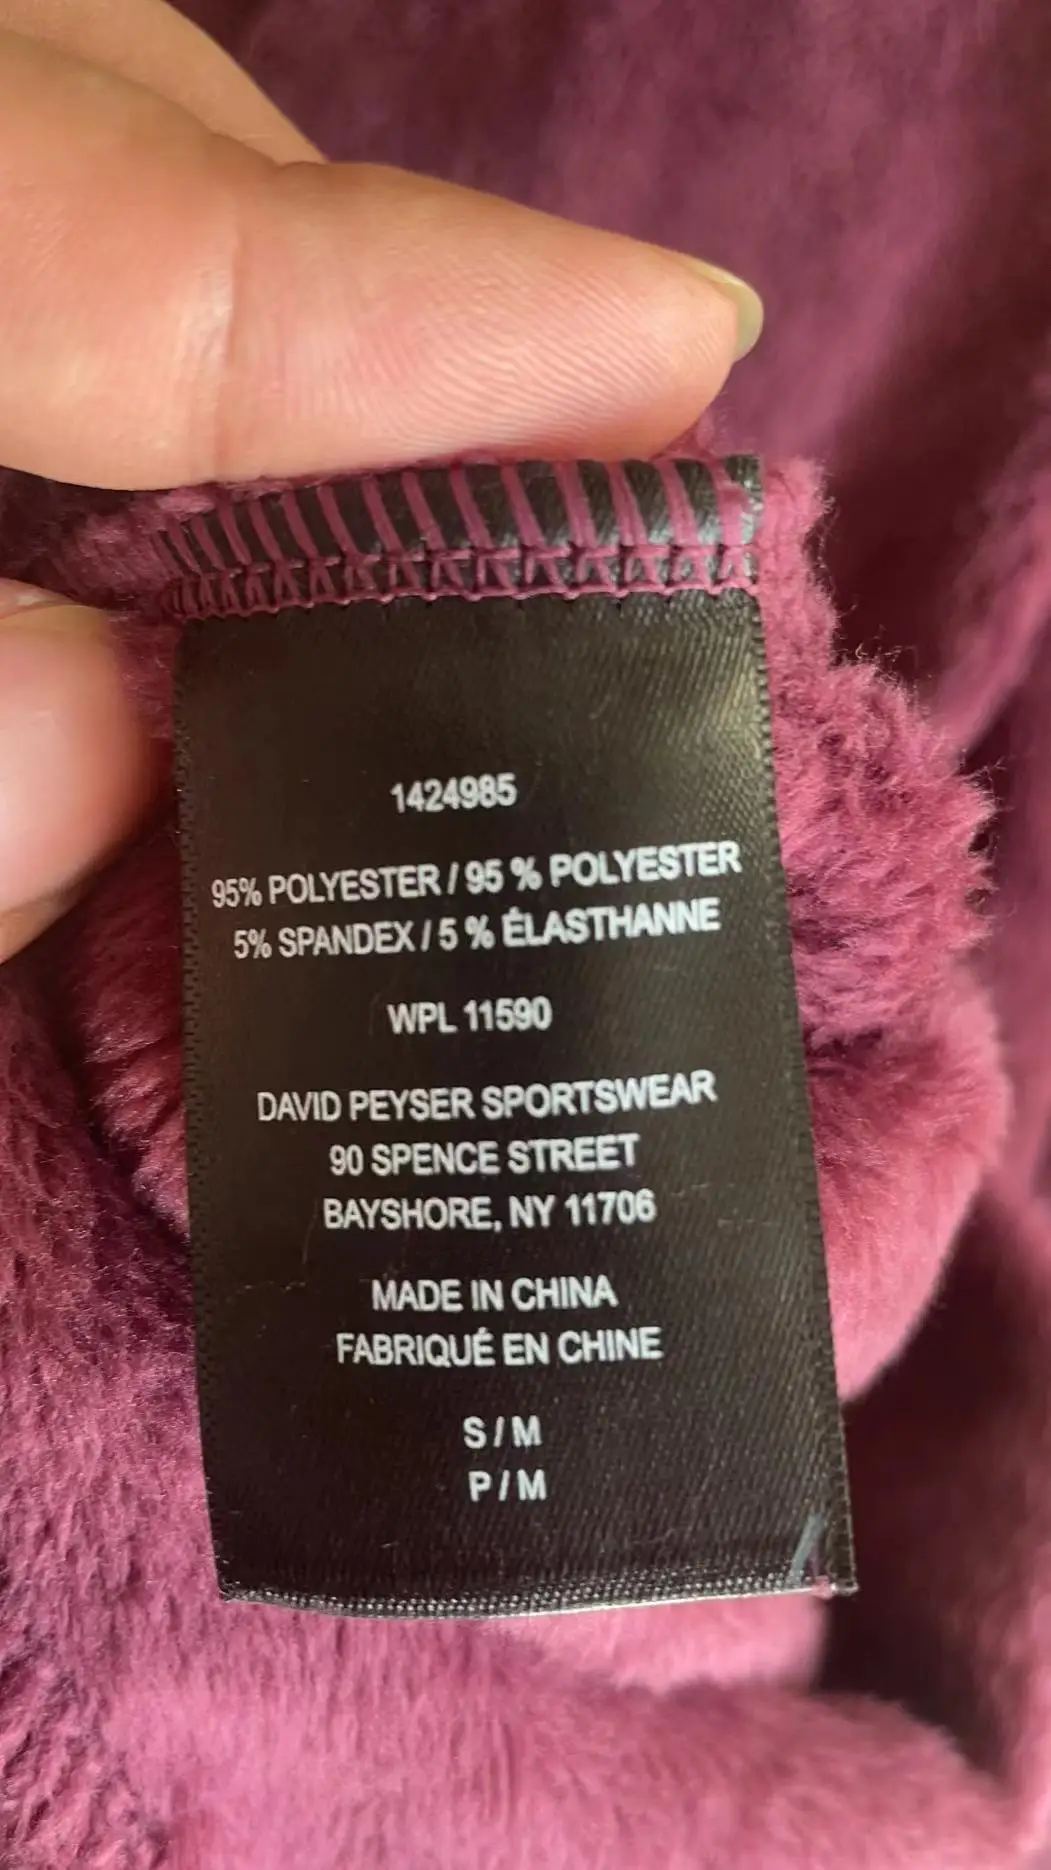 1424985
95% POLYESTER / 95 % POLYESTER
5% SPANDEX / 5 % ÉLASTHANNE
WPL 11590
DAVID PEYSER SPORTSWEAR
90 SPENCE STREET
BAYSHORE, NY 11706
MADE IN CHINA
FABRIQUÉ EN CHINE
S / M
P / M